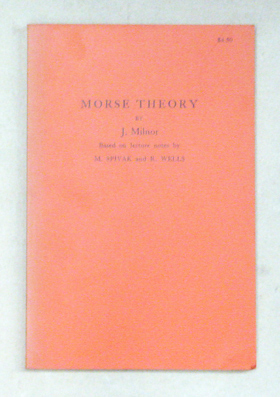 MORSE THEORY
BY
J. Milnor
Based on lecture notes by
M. SPIVAK and R. WELLS